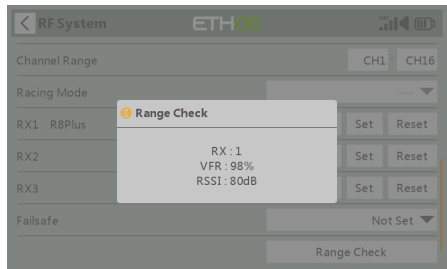 RF System
ETHOS
Channel Range CH1 - CH16
Racing Mode ---
RX1 R8Plus Set Reset
Range Check
RX : 1
VFR : 98%
RSSI : 80dB
RX2 Set Reset
RX3 Set Reset
Failsafe Not Set
Range Check